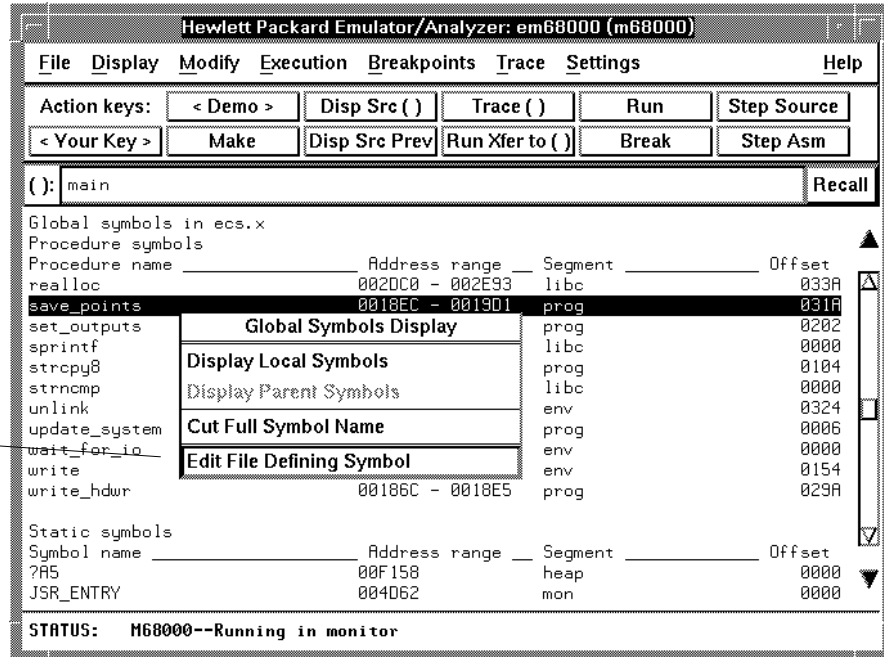 Hewlett Packard Emulator/Analyzer: em68000 (m68000)
File Display Modify Execution Breakpoints Trace Settings Help
Action keys: < Demo > Disp Src ( ) Trace ( ) Run Step Source
< Your Key > Make Disp Src Prev Run Xfer to ( ) Break Step Asm
( ): main Recall
Global symbols in ecs.x
Procedure symbols
Procedure name ________________ Address range __ Segment ____________ Offset
realloc 002DC0 - 002E93 libc 033A
save_points 0018EC - 0019D1 prog 031A
set_outputs prog 0202
sprintf libc 0000
strcpy8 prog 0104
strncmp libc 0000
unlink env 0324
update_system prog 0006
wait_for_io env 0000
write env 0154
write_hdwr 00186C - 0018E5 prog 029A
Global Symbols Display
Display Local Symbols
Display Parent Symbols
Cut Full Symbol Name
Edit File Defining Symbol
Static symbols
Symbol name ___________________ Address range __ Segment ____________ Offset
?A5 00F158 heap 0000
JSR_ENTRY 004D62 mon 0000
STATUS: M68000--Running in monitor